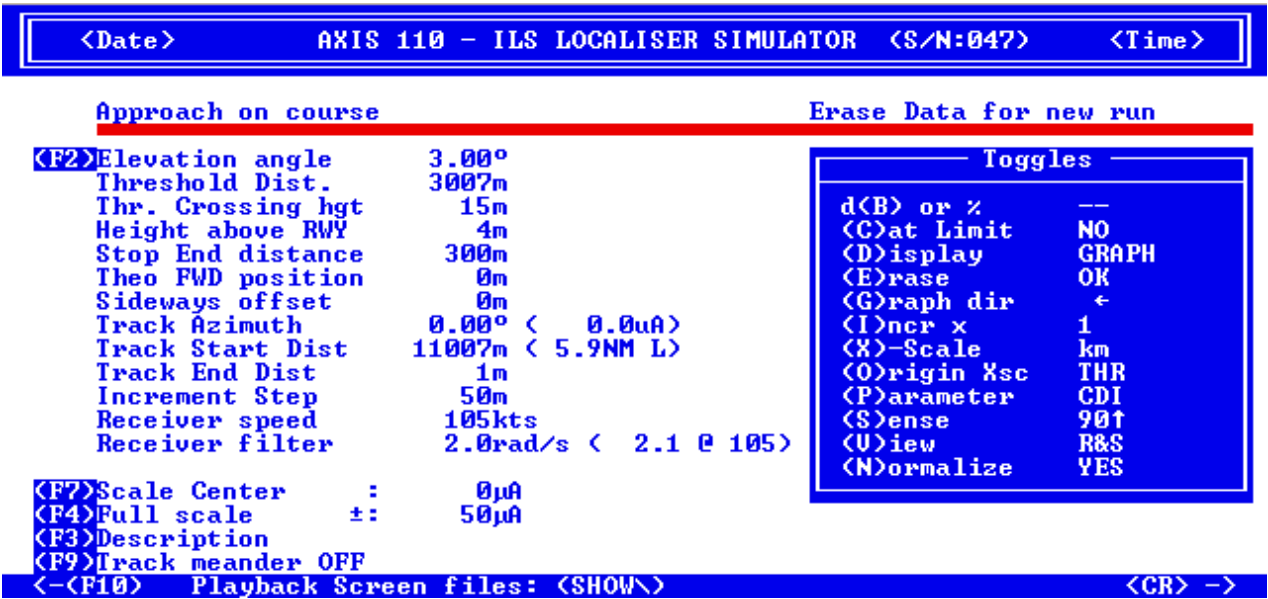 <Date> AXIS 110 - ILS LOCALISER SIMULATOR (S/N:047) <Time>
Approach on course Erase Data for new run
(F2)Elevation angle 3.00º
Threshold Dist. 3007m
Thr. Crossing hgt 15m
Height above RWY 4m
Stop End distance 300m
Theo FWD position 0m
Sideways offset 0m
Track Azimuth 0.00º ( 0.0uA)
Track Start Dist 11007m ( 5.9NM L)
Track End Dist 1m
Increment Step 50m
Receiver speed 105kts
Receiver filter 2.0rad/s ( 2.1 @ 105)
Toggles
d(B) or % --
(C)at Limit NO
(D)isplay GRAPH
(E)rase OK
(G)raph dir ←
(I)ncr x 1
(X)-Scale km
(O)rigin Xsc THR
(P)arameter CDI
(S)ense 90↑
(V)iew R&S
(N)ormalize YES
(F7)Scale Center : 0µA
(F4)Full scale ±: 50µA
(F3)Description
(F9)Track meander OFF
<-(F10) Playback Screen files: (SHOW\) <CR> ->